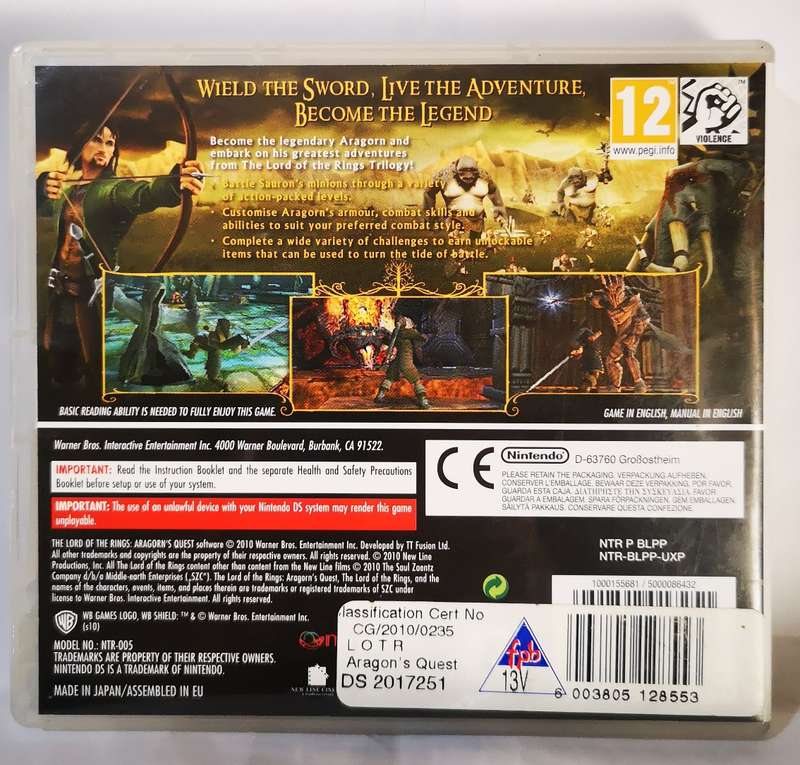 WIELD THE SWORD, LIVE THE ADVENTURE,
BECOME THE LEGEND
12
www.pegi.info
VIOLENCE
Become the legendary Aragorn and
embark on his greatest adventures
from The Lord of the Rings Trilogy!
• Battle Sauron's minions through a variety
of action-packed levels.
• Customise Aragorn's armour, combat skills and
abilities to suit your preferred combat style.
• Complete a wide variety of challenges to earn unlockable
items that can be used to turn the tide of battle.
BASIC READING ABILITY IS NEEDED TO FULLY ENJOY THIS GAME.
GAME IN ENGLISH, MANUAL IN ENGLISH
Warner Bros. Interactive Entertainment Inc. 4000 Warner Boulevard, Burbank, CA 91522.
IMPORTANT: Read the Instruction Booklet and the separate Health and Safety Precautions
Booklet before setup or use of your system.
IMPORTANT: The use of an unlawful device with your Nintendo DS system may render this game
unplayable.
CE
Nintendo
D-63760 Großostheim
PLEASE RETAIN THE PACKAGING. VERPACKUNG AUFHEBEN.
CONSERVER L'EMBALLAGE. BEWAAR DEZE VERPAKKING, POR FAVOR,
GUARDA ESTA CAJA. ΔΙΑΤΗΡΗΣΤΕ ΤΗΝ ΣΥΣΚΕΥΑΣΙΑ. FAVOR
GUARDAR A EMBALAGEM. SPARA FÖRPACKNINGEN. GEM EMBALLAGEN.
SÄILYTÄ PAKKAUS. CONSERVARE QUESTA CONFEZIONE.
THE LORD OF THE RINGS: ARAGORN'S QUEST software © 2010 Warner Bros. Entertainment Inc. Developed by TT Fusion Ltd.
All other trademarks and copyrights are the property of their respective owners. All rights reserved. © 2010 New Line
Productions, Inc. All The Lord of the Rings content other than content from the New Line films © 2010 The Saul Zaentz
Company d/b/a Middle-earth Enterprises („SZC"). The Lord of the Rings: Aragorn's Quest, The Lord of the Rings, and the
names of the characters, events, items, and places therein are trademarks or registered trademarks of SZC under
license to Warner Bros. Entertainment Inc. All rights reserved.
NTR P BLPP
NTR-BLPP-UXP
1000155681 / 5000086432
WB GAMES LOGO, WB SHIELD: ™ & © Warner Bros. Entertainment Inc.
(s10)
MODEL NO.: NTR-005
TRADEMARKS ARE PROPERTY OF THEIR RESPECTIVE OWNERS.
NINTENDO DS IS A TRADEMARK OF NINTENDO.
MADE IN JAPAN/ASSEMBLED IN EU
NEW LINE
lassification Cert No
CG/2010/0235
L O T R
Aragon's Quest
DS 2017251
fpb
13V
6 003805 128553